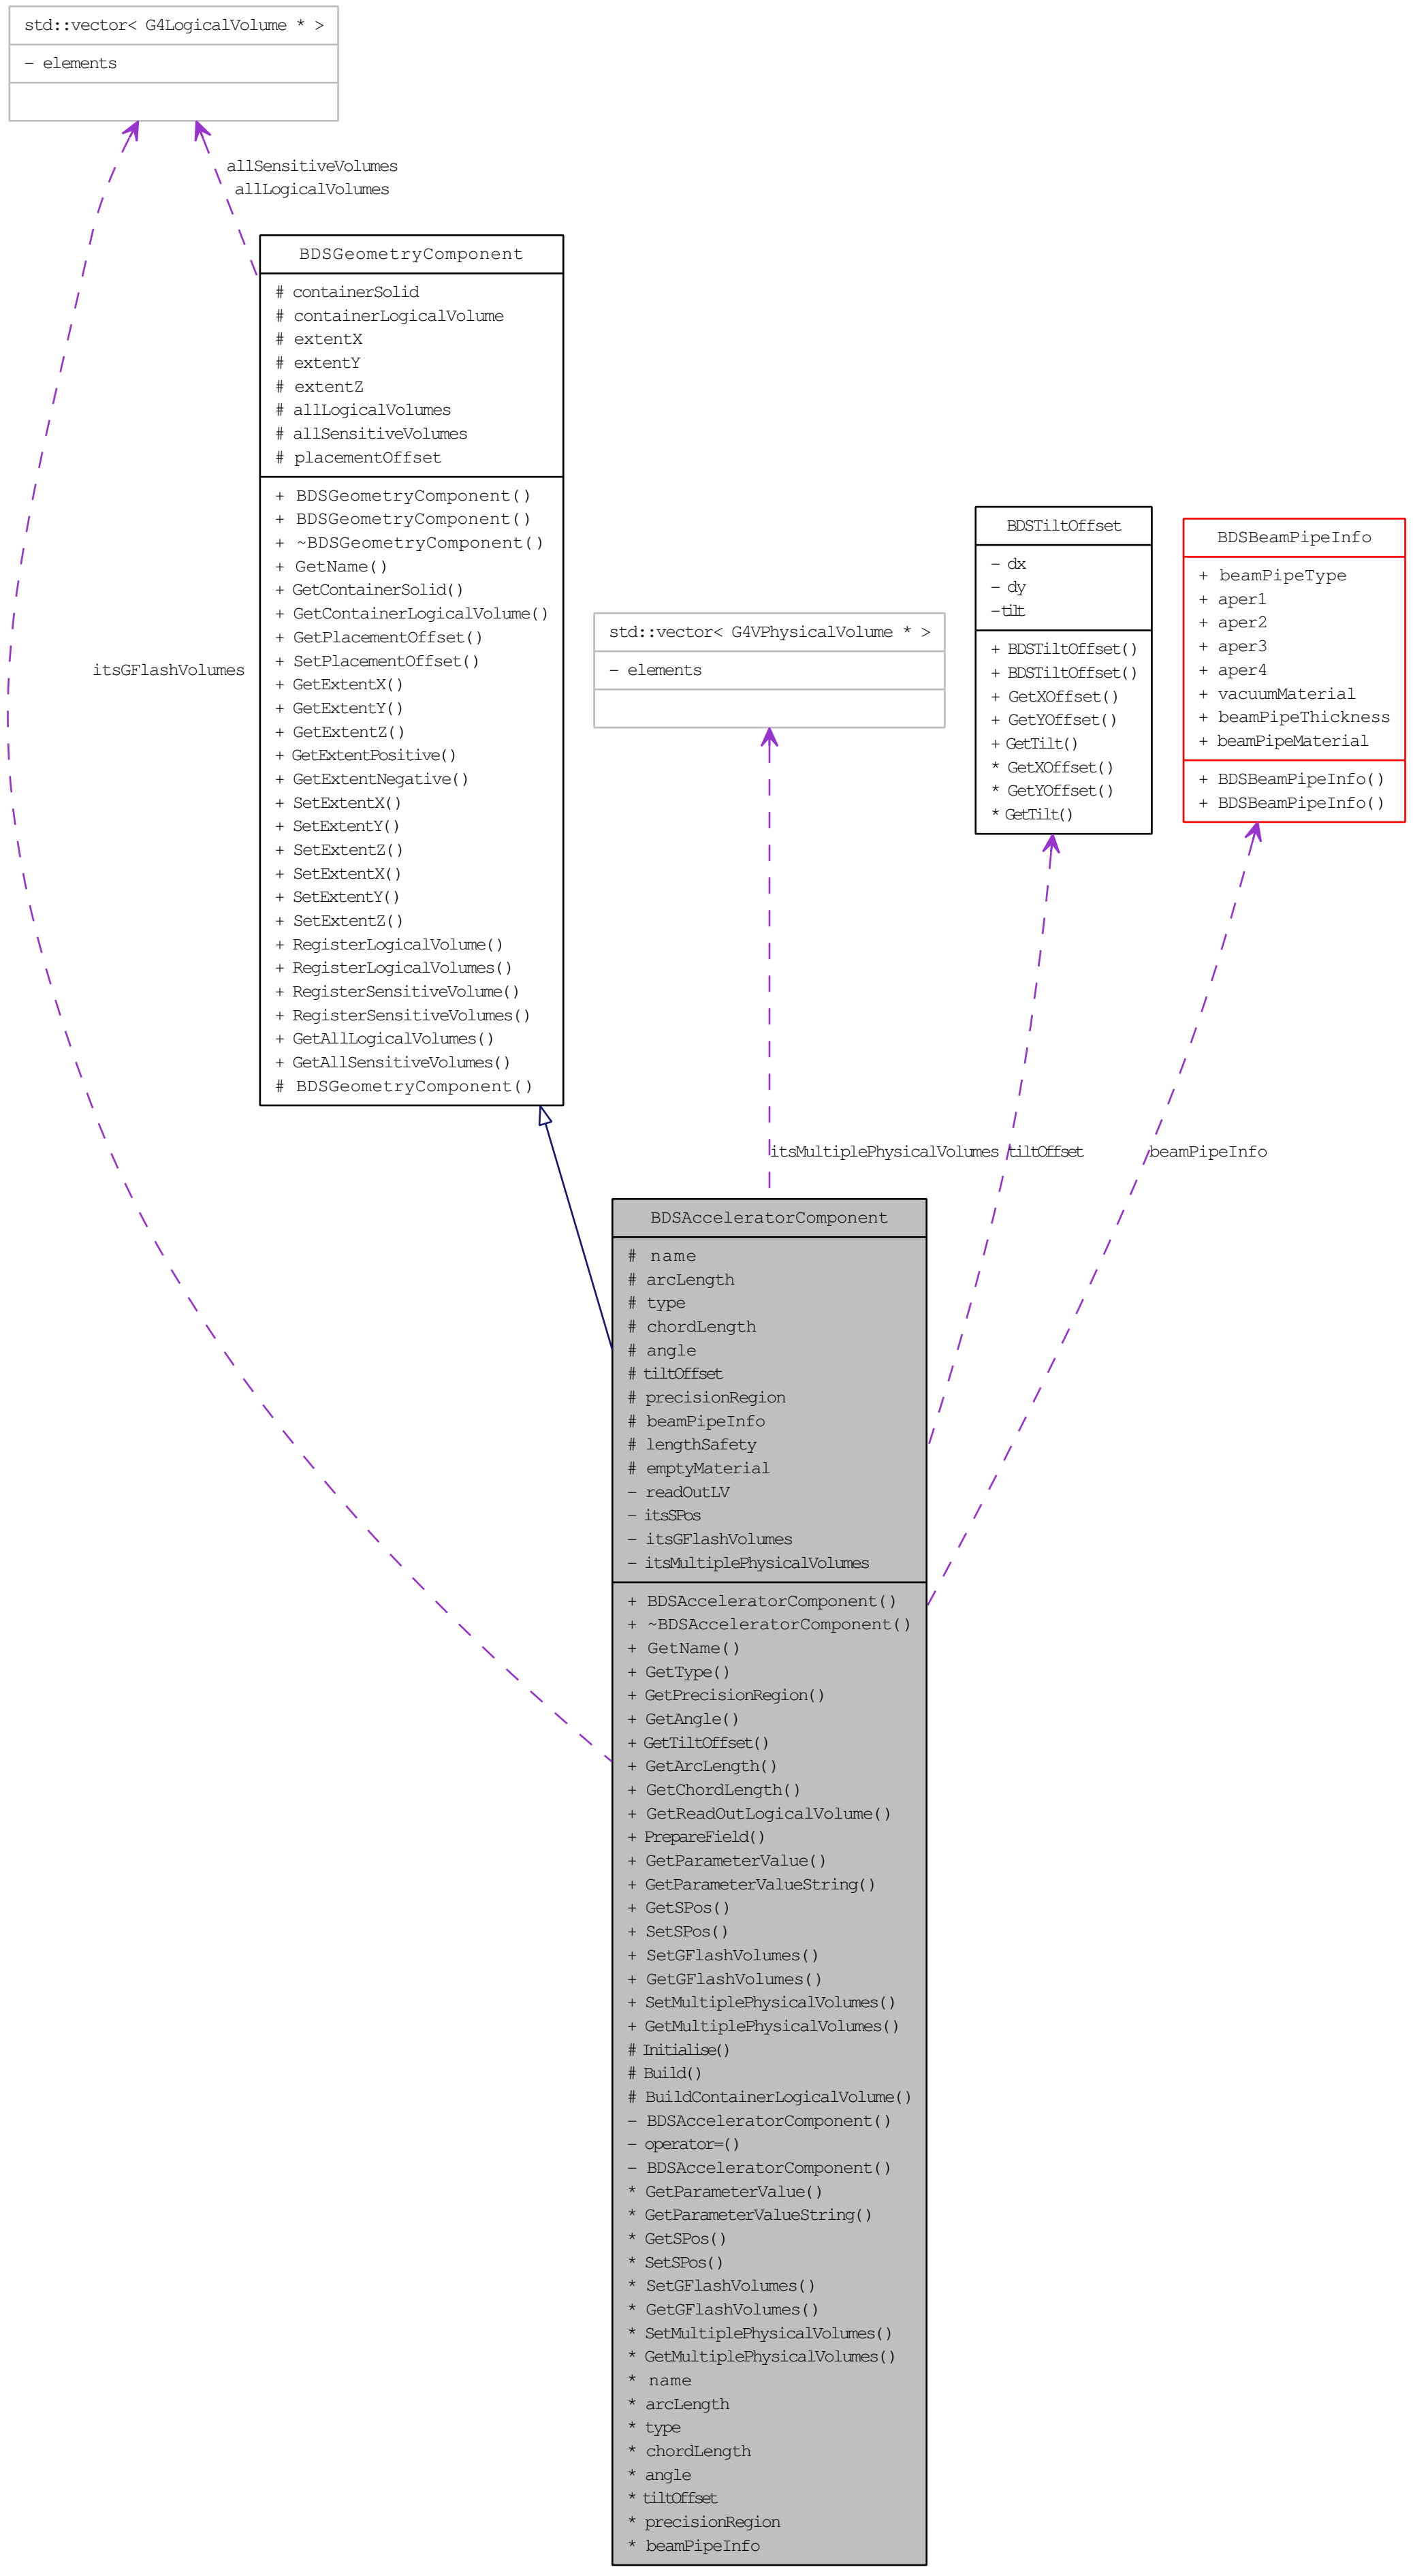 std::vector< G4LogicalVolume * >
- elements
allSensitiveVolumes
allLogicalVolumes
BDSGeometryComponent
# containerSolid
# containerLogicalVolume
# extentX
# extentY
# extentZ
# allLogicalVolumes
# allSensitiveVolumes
# placementOffset
+ BDSGeometryComponent()
+ BDSGeometryComponent()
+ ~BDSGeometryComponent()
+ GetName()
+ GetContainerSolid()
+ GetContainerLogicalVolume()
+ GetPlacementOffset()
+ SetPlacementOffset()
+ GetExtentX()
+ GetExtentY()
+ GetExtentZ()
+ GetExtentPositive()
+ GetExtentNegative()
+ SetExtentX()
+ SetExtentY()
+ SetExtentZ()
+ SetExtentX()
+ SetExtentY()
+ SetExtentZ()
+ RegisterLogicalVolume()
+ RegisterLogicalVolumes()
+ RegisterSensitiveVolume()
+ RegisterSensitiveVolumes()
+ GetAllLogicalVolumes()
+ GetAllSensitiveVolumes()
# BDSGeometryComponent()
itsGFlashVolumes
std::vector< G4VPhysicalVolume * >
- elements
BDSTiltOffset
- dx
- dy
- tilt
+ BDSTiltOffset()
+ BDSTiltOffset()
+ GetXOffset()
+ GetYOffset()
+ GetTilt()
* GetXOffset()
* GetYOffset()
* GetTilt()
BDSBeamPipeInfo
+ beamPipeType
+ aper1
+ aper2
+ aper3
+ aper4
+ vacuumMaterial
+ beamPipeThickness
+ beamPipeMaterial
+ BDSBeamPipeInfo()
+ BDSBeamPipeInfo()
itsMultiplePhysicalVolumes
tiltOffset
beamPipeInfo
BDSAcceleratorComponent
# name
# arcLength
# type
# chordLength
# angle
# tiltOffset
# precisionRegion
# beamPipeInfo
# lengthSafety
# emptyMaterial
- readOutLV
- itsSPos
- itsGFlashVolumes
- itsMultiplePhysicalVolumes
+ BDSAcceleratorComponent()
+ ~BDSAcceleratorComponent()
+ GetName()
+ GetType()
+ GetPrecisionRegion()
+ GetAngle()
+ GetTiltOffset()
+ GetArcLength()
+ GetChordLength()
+ GetReadOutLogicalVolume()
+ PrepareField()
+ GetParameterValue()
+ GetParameterValueString()
+ GetSPos()
+ SetSPos()
+ SetGFlashVolumes()
+ GetGFlashVolumes()
+ SetMultiplePhysicalVolumes()
+ GetMultiplePhysicalVolumes()
# Initialise()
# Build()
# BuildContainerLogicalVolume()
- BDSAcceleratorComponent()
- operator=()
- BDSAcceleratorComponent()
* GetParameterValue()
* GetParameterValueString()
* GetSPos()
* SetSPos()
* SetGFlashVolumes()
* GetGFlashVolumes()
* SetMultiplePhysicalVolumes()
* GetMultiplePhysicalVolumes()
* name
* arcLength
* type
* chordLength
* angle
* tiltOffset
* precisionRegion
* beamPipeInfo